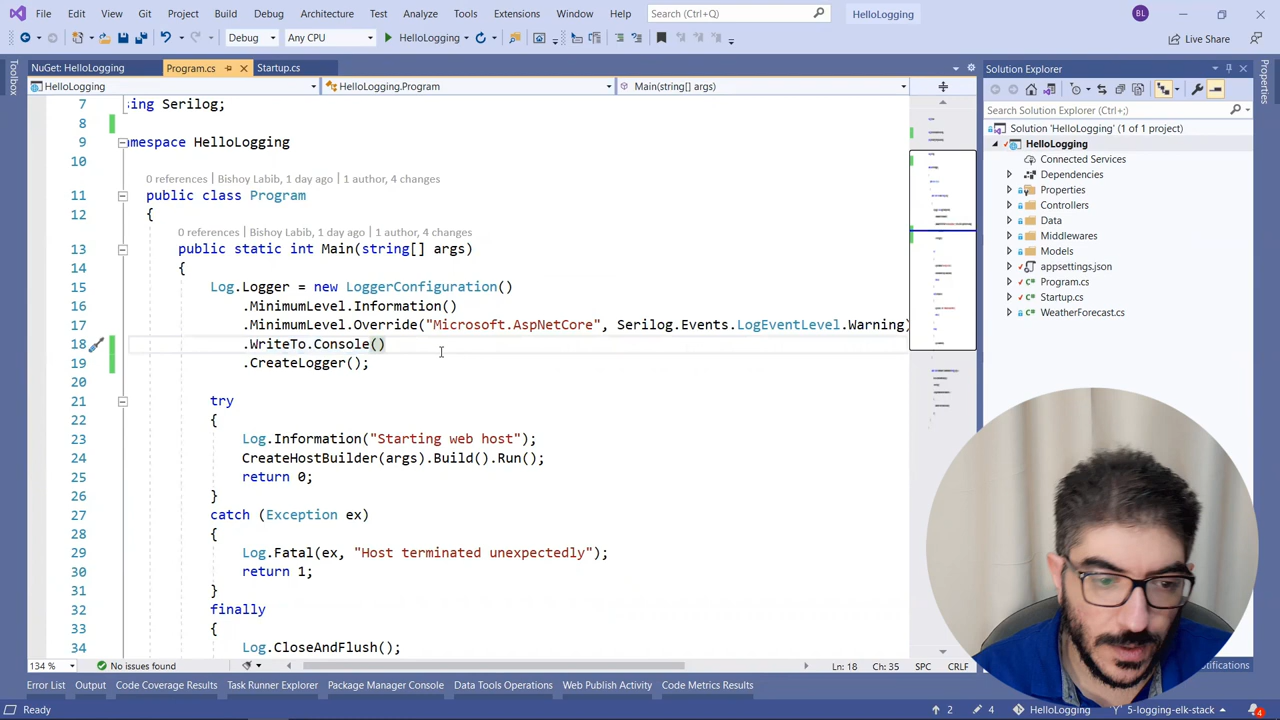 File Edit View Git Project Build Debug Test Analyze Tools Extensions Window Help Search (Ctrl+Q) HelloLogging BL
Debug Any CPU HelloLogging Live Share
NuGet: HelloLogging Program.cs Startup.cs
HelloLogging HelloLogging.Program Main(string[] args)
Toolbox
7 ing Serilog;
8
9 mespace HelloLogging
10
0 references | Bishoy Labib, 1 day ago | 1 author, 4 changes
11 public class Program
12 {
0 references | Bishoy Labib, 1 day ago | 1 author, 4 changes
13 public static int Main(string[] args)
14 {
15 Log.Logger = new LoggerConfiguration()
16 .MinimumLevel.Information()
17 .MinimumLevel.Override("Microsoft.AspNetCore", Serilog.Events.LogEventLevel.Warning)
18 .WriteTo.Console()
19 .CreateLogger();
20
21 try
22 {
23 Log.Information("Starting web host");
24 CreateHostBuilder(args).Build().Run();
25 return 0;
26 }
27 catch (Exception ex)
28 {
29 Log.Fatal(ex, "Host terminated unexpectedly");
30 return 1;
31 }
32 finally
33 {
34 Log.CloseAndFlush();
134 % No issues found Ln: 18 Ch: 35 SPC CRLF
Error List Output Code Coverage Results Task Runner Explorer Package Manager Console Data Tools Operations Web Publish Activity Code Metrics Results
Ready 2 4 HelloLogging 5-logging-elk-stack 4
Solution Explorer
Search Solution Explorer (Ctrl+;)
Solution 'HelloLogging' (1 of 1 project)
HelloLogging
Connected Services
Dependencies
Properties
Controllers
Data
Middlewares
Models
appsettings.json
Program.cs
Startup.cs
WeatherForecast.cs
Properties
tifications